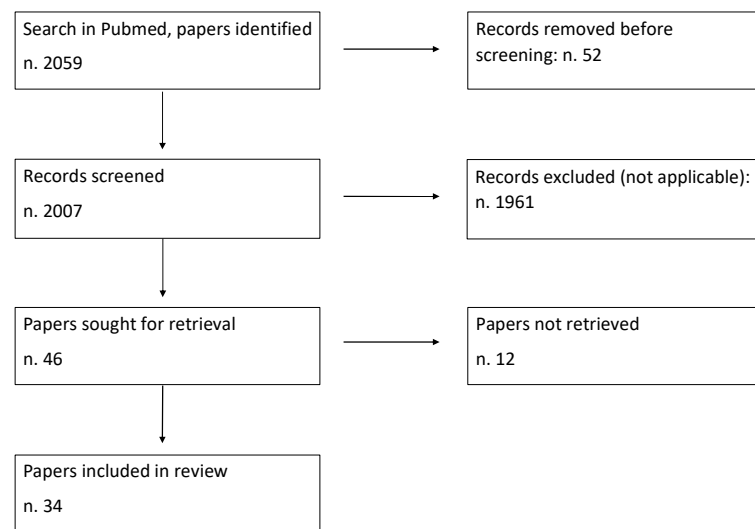 Search in Pubmed, papers identified
n. 2059
Records removed before
screening: n. 52
Records screened
n. 2007
Records excluded (not applicable):
n. 1961
Papers sought for retrieval
n. 46
Papers not retrieved
n. 12
Papers included in review
n. 34